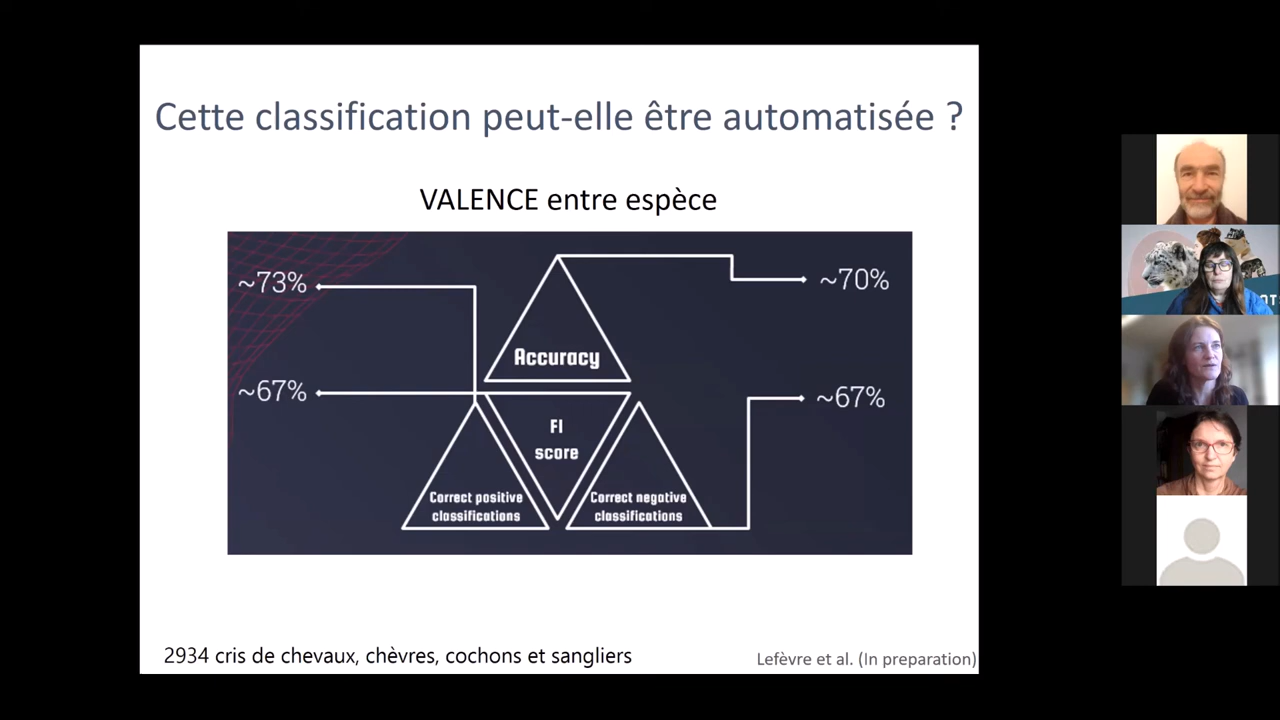 Cette classification peut-elle être automatisée ?
VALENCE entre espèce
~73%
~70%
Accuracy
~67%
~67%
FI
score
Correct positive
classifications
Correct negative
classifications
2934 cris de chevaux, chèvres, cochons et sangliers
Lefèvre et al. (In preparation)